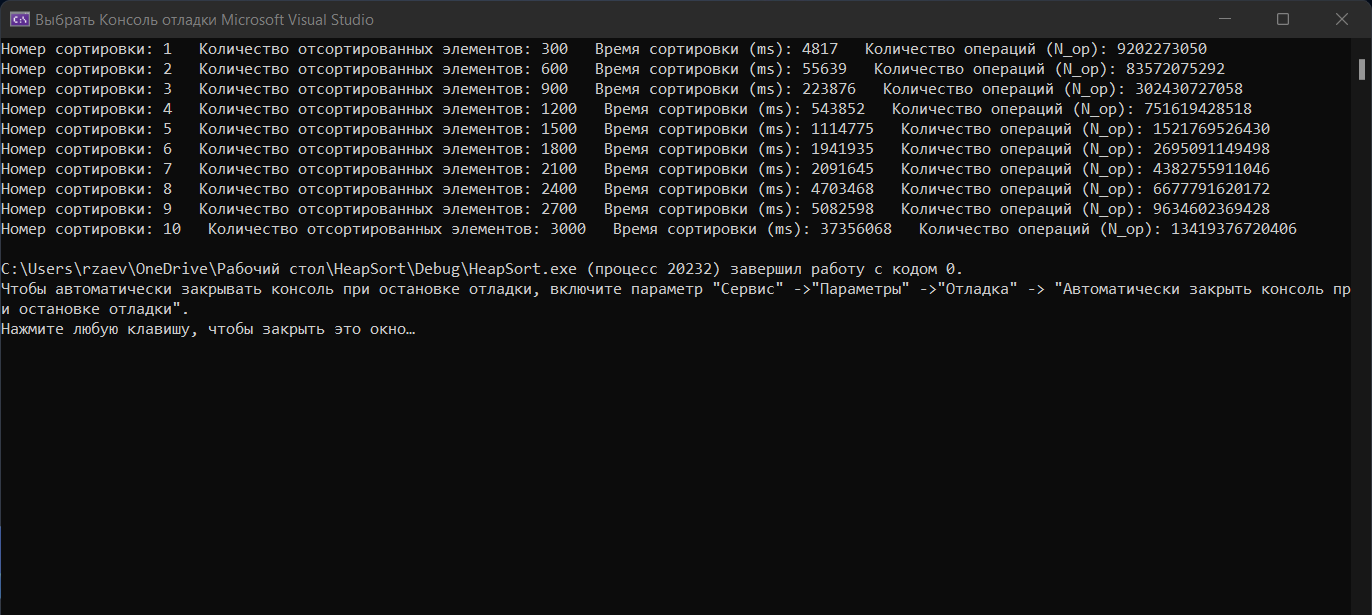 Выбрать Консоль отладки Microsoft Visual Studio
Номер сортировки: 1   Количество отсортированных элементов: 300   Время сортировки (ms): 4817   Количество операций (N_op): 9202273050
Номер сортировки: 2   Количество отсортированных элементов: 600   Время сортировки (ms): 55639   Количество операций (N_op): 83572075292
Номер сортировки: 3   Количество отсортированных элементов: 900   Время сортировки (ms): 223876   Количество операций (N_op): 302430727058
Номер сортировки: 4   Количество отсортированных элементов: 1200   Время сортировки (ms): 543852   Количество операций (N_op): 751619428518
Номер сортировки: 5   Количество отсортированных элементов: 1500   Время сортировки (ms): 1114775   Количество операций (N_op): 1521769526430
Номер сортировки: 6   Количество отсортированных элементов: 1800   Время сортировки (ms): 1941935   Количество операций (N_op): 2695091149498
Номер сортировки: 7   Количество отсортированных элементов: 2100   Время сортировки (ms): 2091645   Количество операций (N_op): 4382755911046
Номер сортировки: 8   Количество отсортированных элементов: 2400   Время сортировки (ms): 4703468   Количество операций (N_op): 6677791620172
Номер сортировки: 9   Количество отсортированных элементов: 2700   Время сортировки (ms): 5082598   Количество операций (N_op): 9634602369428
Номер сортировки: 10   Количество отсортированных элементов: 3000   Время сортировки (ms): 37356068   Количество операций (N_op): 13419376720406
C:\Users\rzaev\OneDrive\Рабочий стол\HeapSort\Debug\HeapSort.exe (процесс 20232) завершил работу с кодом 0.
Чтобы автоматически закрывать консоль при остановке отладки, включите параметр "Сервис" ->"Параметры" ->"Отладка" -> "Автоматически закрыть консоль пр
и остановке отладки".
Нажмите любую клавишу, чтобы закрыть это окно…